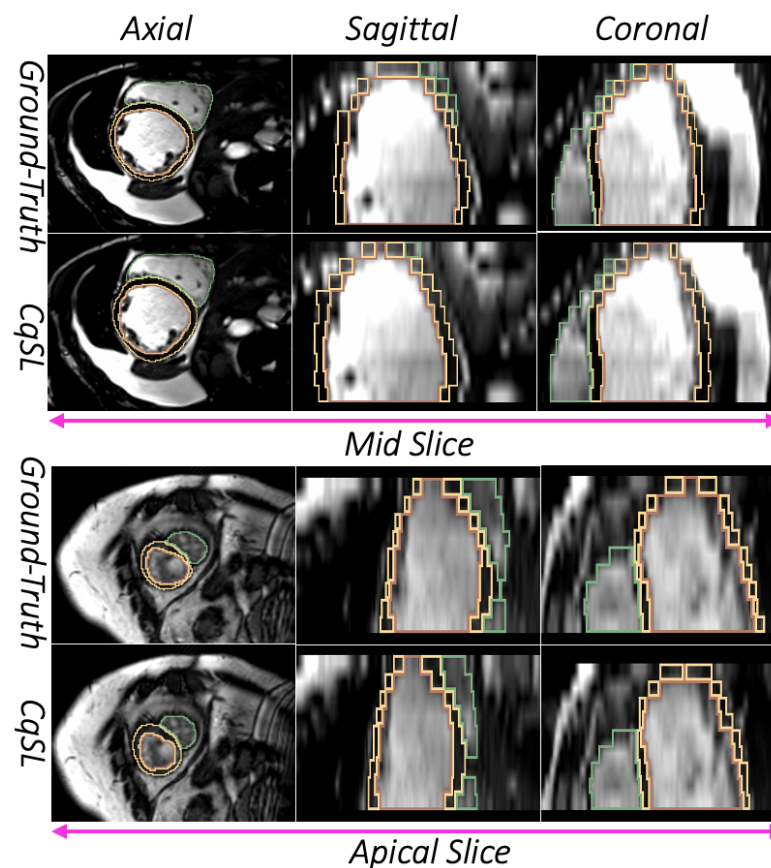 Axial Sagittal Coronal
Ground-Truth
CqSL
Mid Slice
Ground-Truth
CqSL
Apical Slice